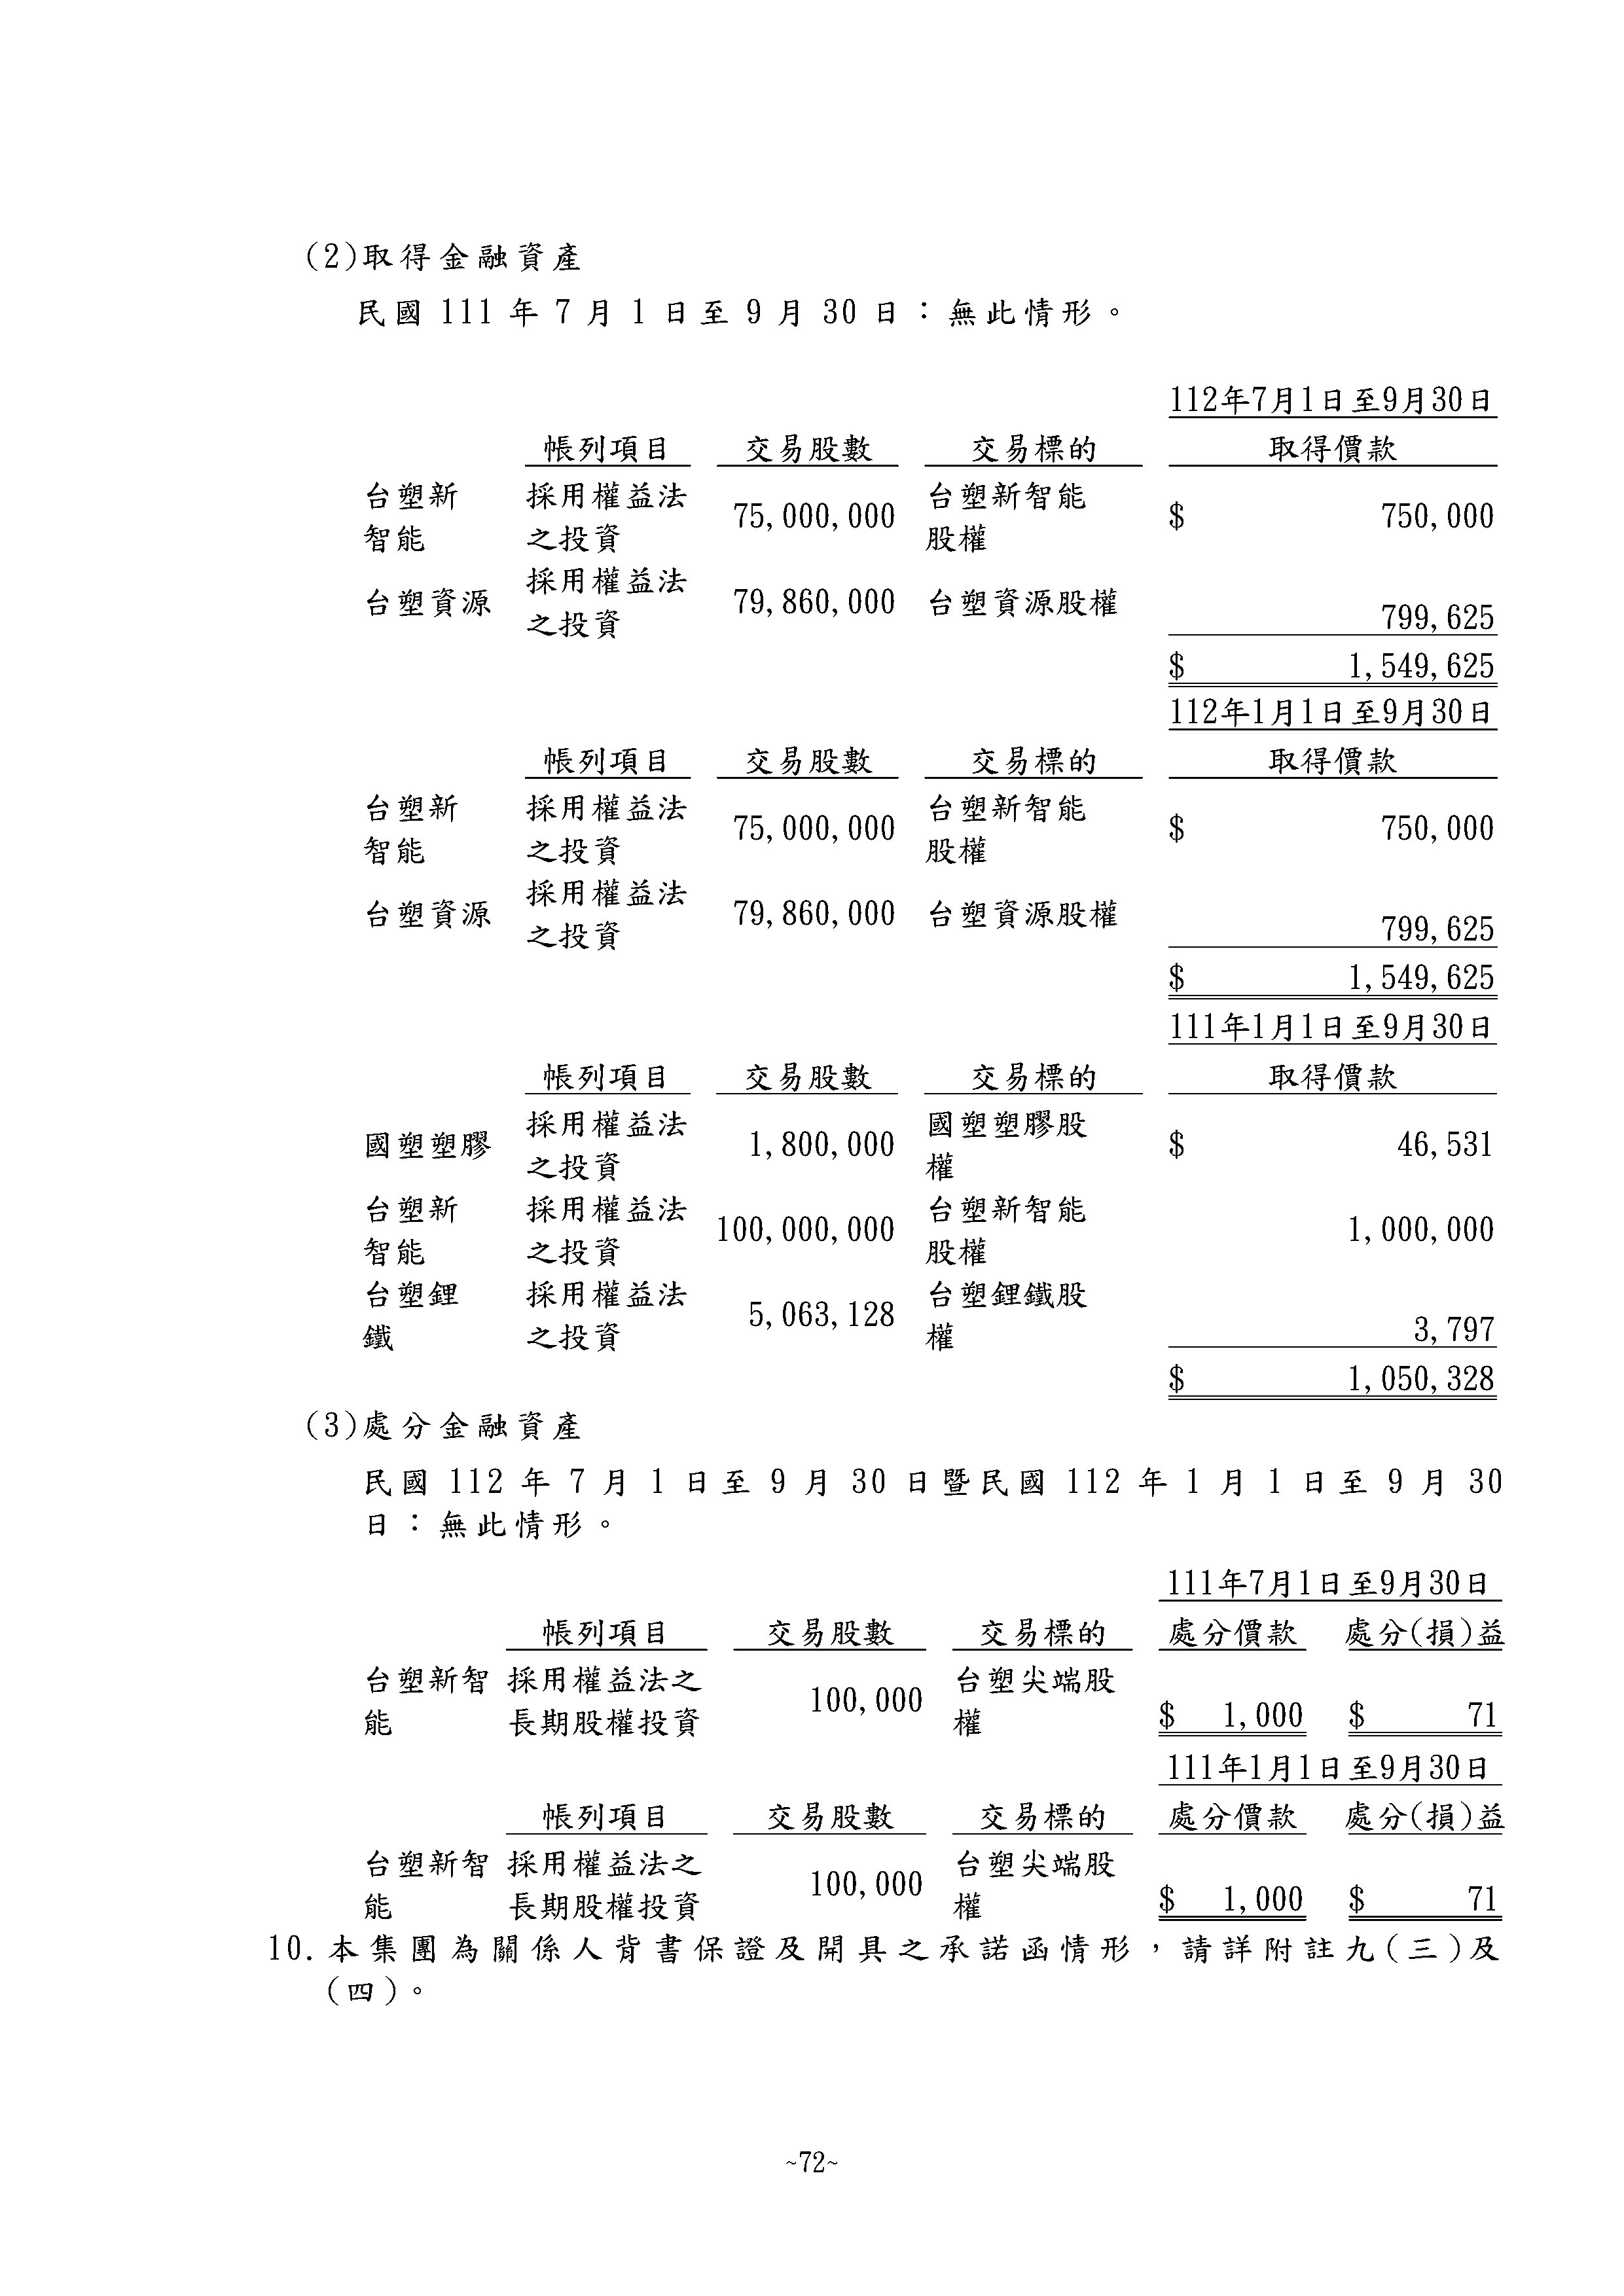 (2)取得金融資產
民國 111 年 7 月 1 日至 9 月 30 日：無此情形。
112年7月1日至9月30日
帳列項目 交易股數 交易標的 取得價款
台塑新 採用權益法 台塑新智能
75,000,000 $ 750,000
智能 之投資 股權
採用權益法
台塑資源 79,860,000 台塑資源股權
之投資 799,625
$ 1,549,625
112年1月1日至9月30日
帳列項目 交易股數 交易標的 取得價款
台塑新 採用權益法 台塑新智能
75,000,000 $ 750,000
智能 之投資 股權
採用權益法
台塑資源 79,860,000 台塑資源股權
之投資 799,625
$ 1,549,625
111年1月1日至9月30日
帳列項目 交易股數 交易標的 取得價款
採用權益法 國塑塑膠股
國塑塑膠 1,800,000 $ 46,531
之投資 權
台塑新 採用權益法 台塑新智能
100,000,000 1,000,000
智能 之投資 股權
台塑鋰 採用權益法 台塑鋰鐵股
5,063,128
鐵 之投資 權 3,797
$ 1,050,328
(3)處分金融資產
民國 112 年 7 月 1 日至 9 月 30 日暨民國 112 年 1 月 1 日至 9 月 30
日：無此情形。
111年7月1日至9月30日
帳列項目 交易股數 交易標的 處分價款 處分(損)益
台塑新智 採用權益法之 台塑尖端股
100,000
能 長期股權投資 權 $ 1,000 $ 71
111年1月1日至9月30日
帳列項目 交易股數 交易標的 處分價款 處分(損)益
台塑新智 採用權益法之 台塑尖端股
100,000
能 長期股權投資 權 $ 1,000 $ 71
10. 本集團為關係人背書保證及開具之承諾函情形，請詳附註九(三)及
(四)。
~72~